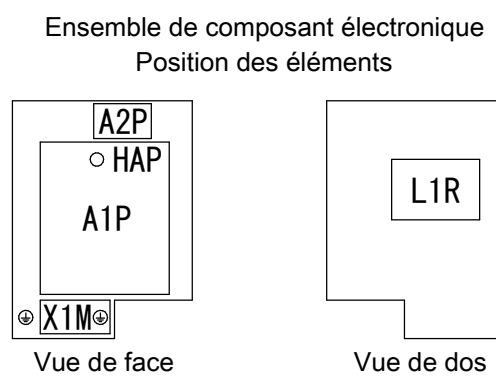 Ensemble de composant électronique
Position des éléments
A2P
HAP
A1P
X1M
L1R
Vue de face
Vue de dos